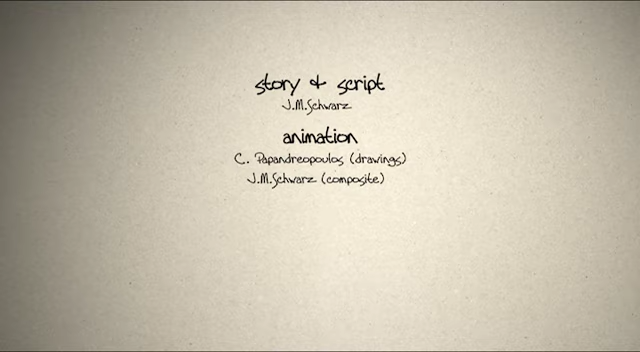 story & script
J.M.Schwarz
animation
C. Papandreopoulos (drawings)
J.M.Schwarz (composite)